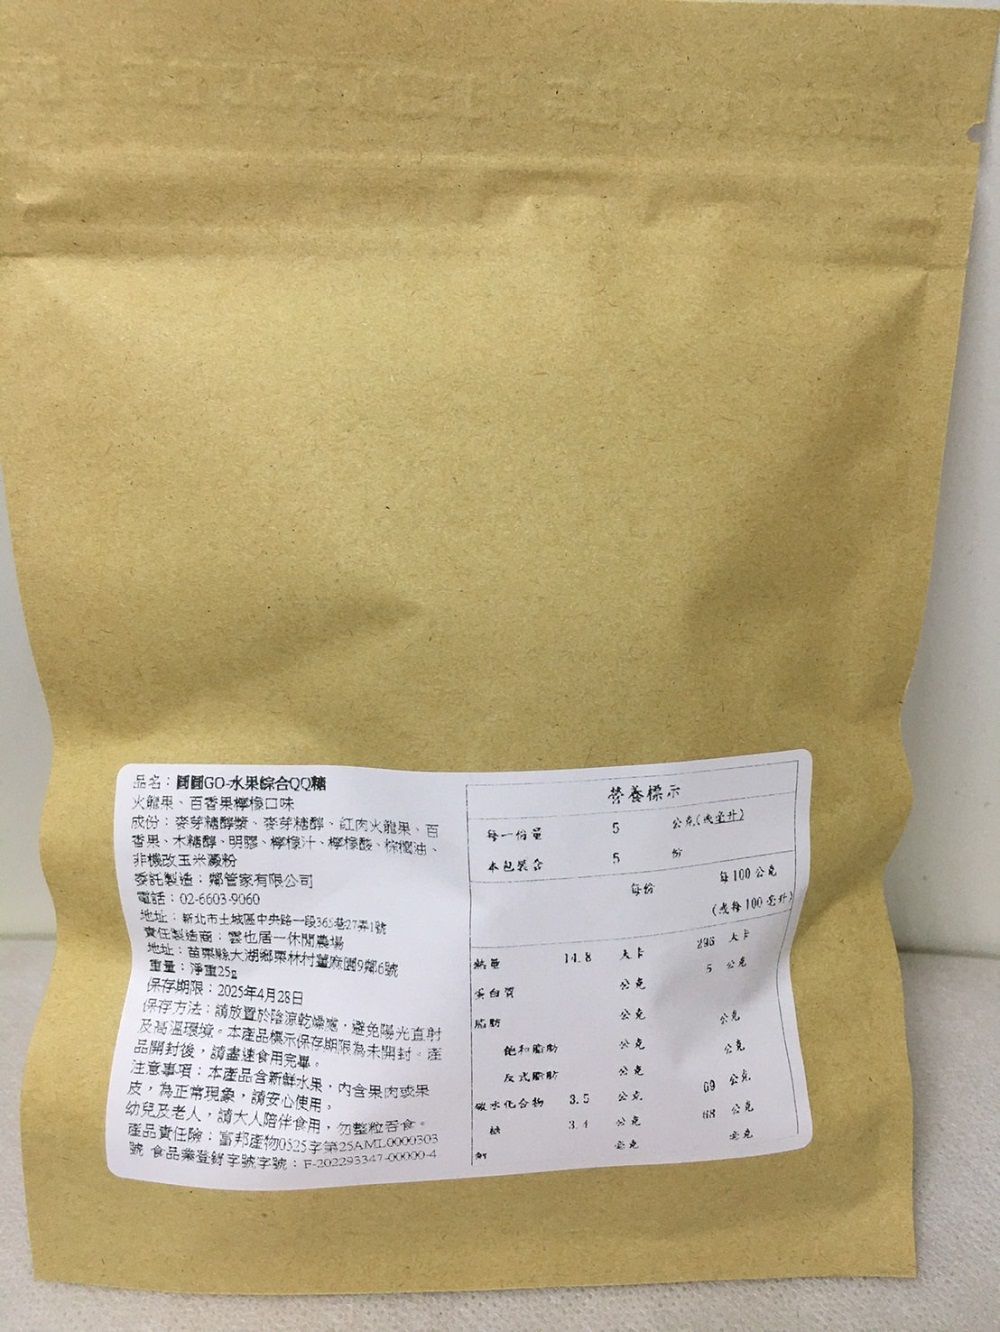 品名：圓圓GO-水果綜合QQ糖
火龍果、百香果檸檬口味
成份：麥芽糖醇漿、麥芽糖醇、紅肉火龍果、百
香果、木糖醇、明膠、檸檬汁、檸檬酸、棕櫚油、
非機改玉米澱粉
委託製造：鄰管家有限公司
電話：02-6603-9060
地址：新北市土城區中央路一段365巷27弄1號
責任製造商：雲也居一休閒農場
地址：苗栗縣大湖鄉栗林村薑麻園9鄰6號
重量：淨重25g
保存期限：2025年4月28日
保存方法：請放置於陰涼乾燥處，避免陽光直射
及高溫環境。本產品標示保存期限為未開封。產
品開封後，請盡速食用完畢。
注意事項：本產品含新鮮水果，內含果肉或果
皮，為正常現象，請安心使用。
幼兒及老人，請大人陪伴食用，勿整粒吞食。
產品責任險：富邦產物0525字第25AML0000303
號 食品業登錄字號字號：F-202293347-00000-4
營養標示
每一份量 5 公克(或毫升)
本包裝含 5 份
每份 每100公克
(或每100毫升)
熱量 14.8 大卡 296 大卡
蛋白質 公克 5 公克
脂肪 公克 公克
飽和脂肪 公克 公克
反式脂肪 公克
碳水化合物 3.5 公克 69 公克
糖 3.4 公克 68 公克
鈉 毫克 毫克